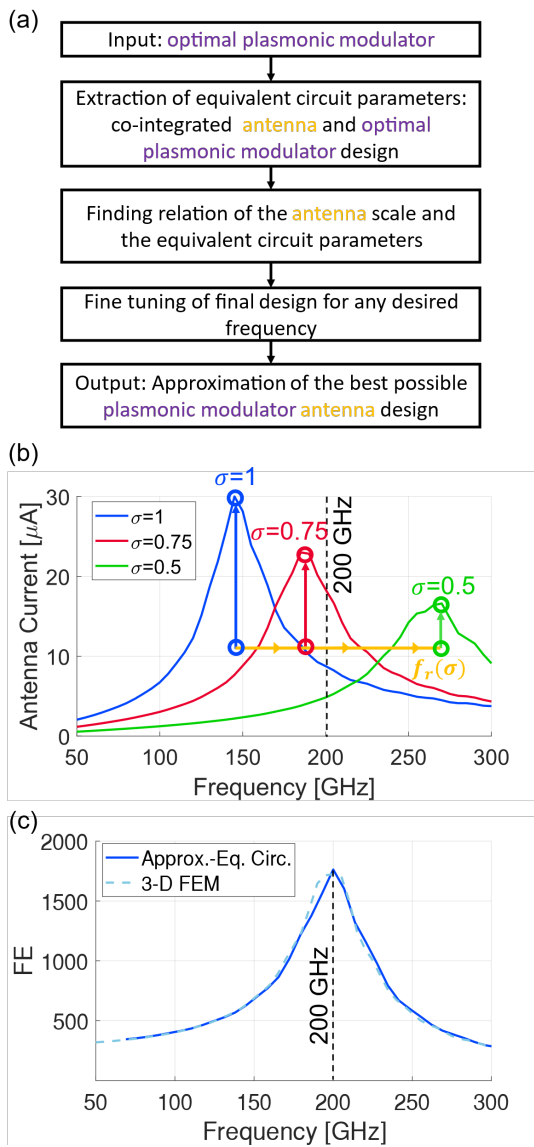 (a)
Input: optimal plasmonic modulator
Extraction of equivalent circuit parameters:
co-integrated antenna and optimal
plasmonic modulator design
Finding relation of the antenna scale and
the equivalent circuit parameters
Fine tuning of final design for any desired
frequency
Output: Approximation of the best possible
plasmonic modulator antenna design
(b)
σ=1
30
σ=1
σ=0.75
σ=0.5
σ=0.75
200 GHz
σ=0.5
20
10
0
f_r(σ)
Antenna Current [μA]
50
100
150
200
250
300
Frequency [GHz]
(c)
2000
1500
1000
500
Approx.-Eq. Circ.
3-D FEM
200 GHz
FE
50
100
150
200
250
300
Frequency [GHz]